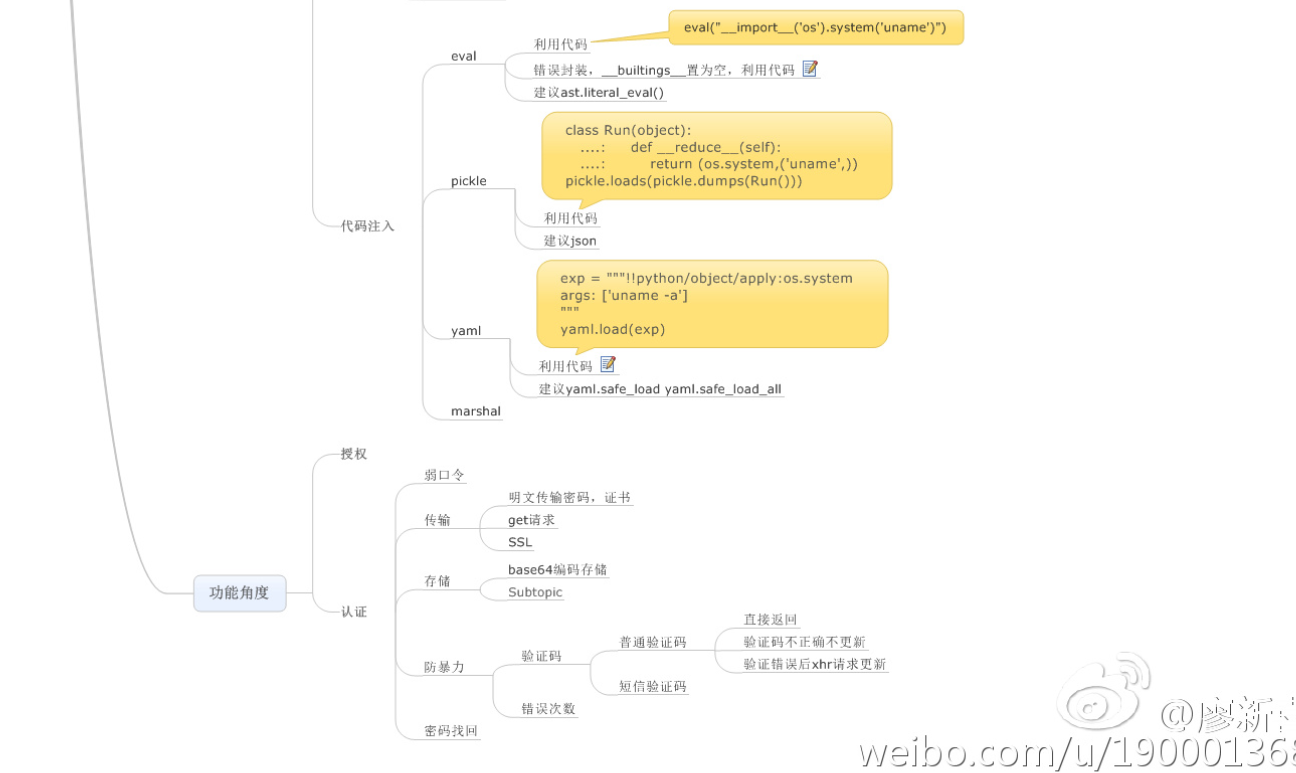 eval("__import__('os').system('uname')")
利用代码
eval
错误封装，__builtings__置为空，利用代码
建议ast.literal_eval()
class Run(object):
....: def __reduce__(self):
....: return (os.system,('uname',))
pickle.loads(pickle.dumps(Run()))
pickle
利用代码
代码注入
建议json
exp = """!!python/object/apply:os.system
args: ['uname -a']
"""
yaml.load(exp)
yaml
利用代码
建议yaml.safe_load yaml.safe_load_all
marshal
授权
弱口令
明文传输密码，证书
传输
get请求
SSL
base64编码存储
存储
Subtopic
功能角度
认证
直接返回
普通验证码
验证码不正确不更新
验证码
验证错误后xhr请求更新
防暴力
短信验证码
错误次数
密码找回
@廖新
weibo.com/u/190001368